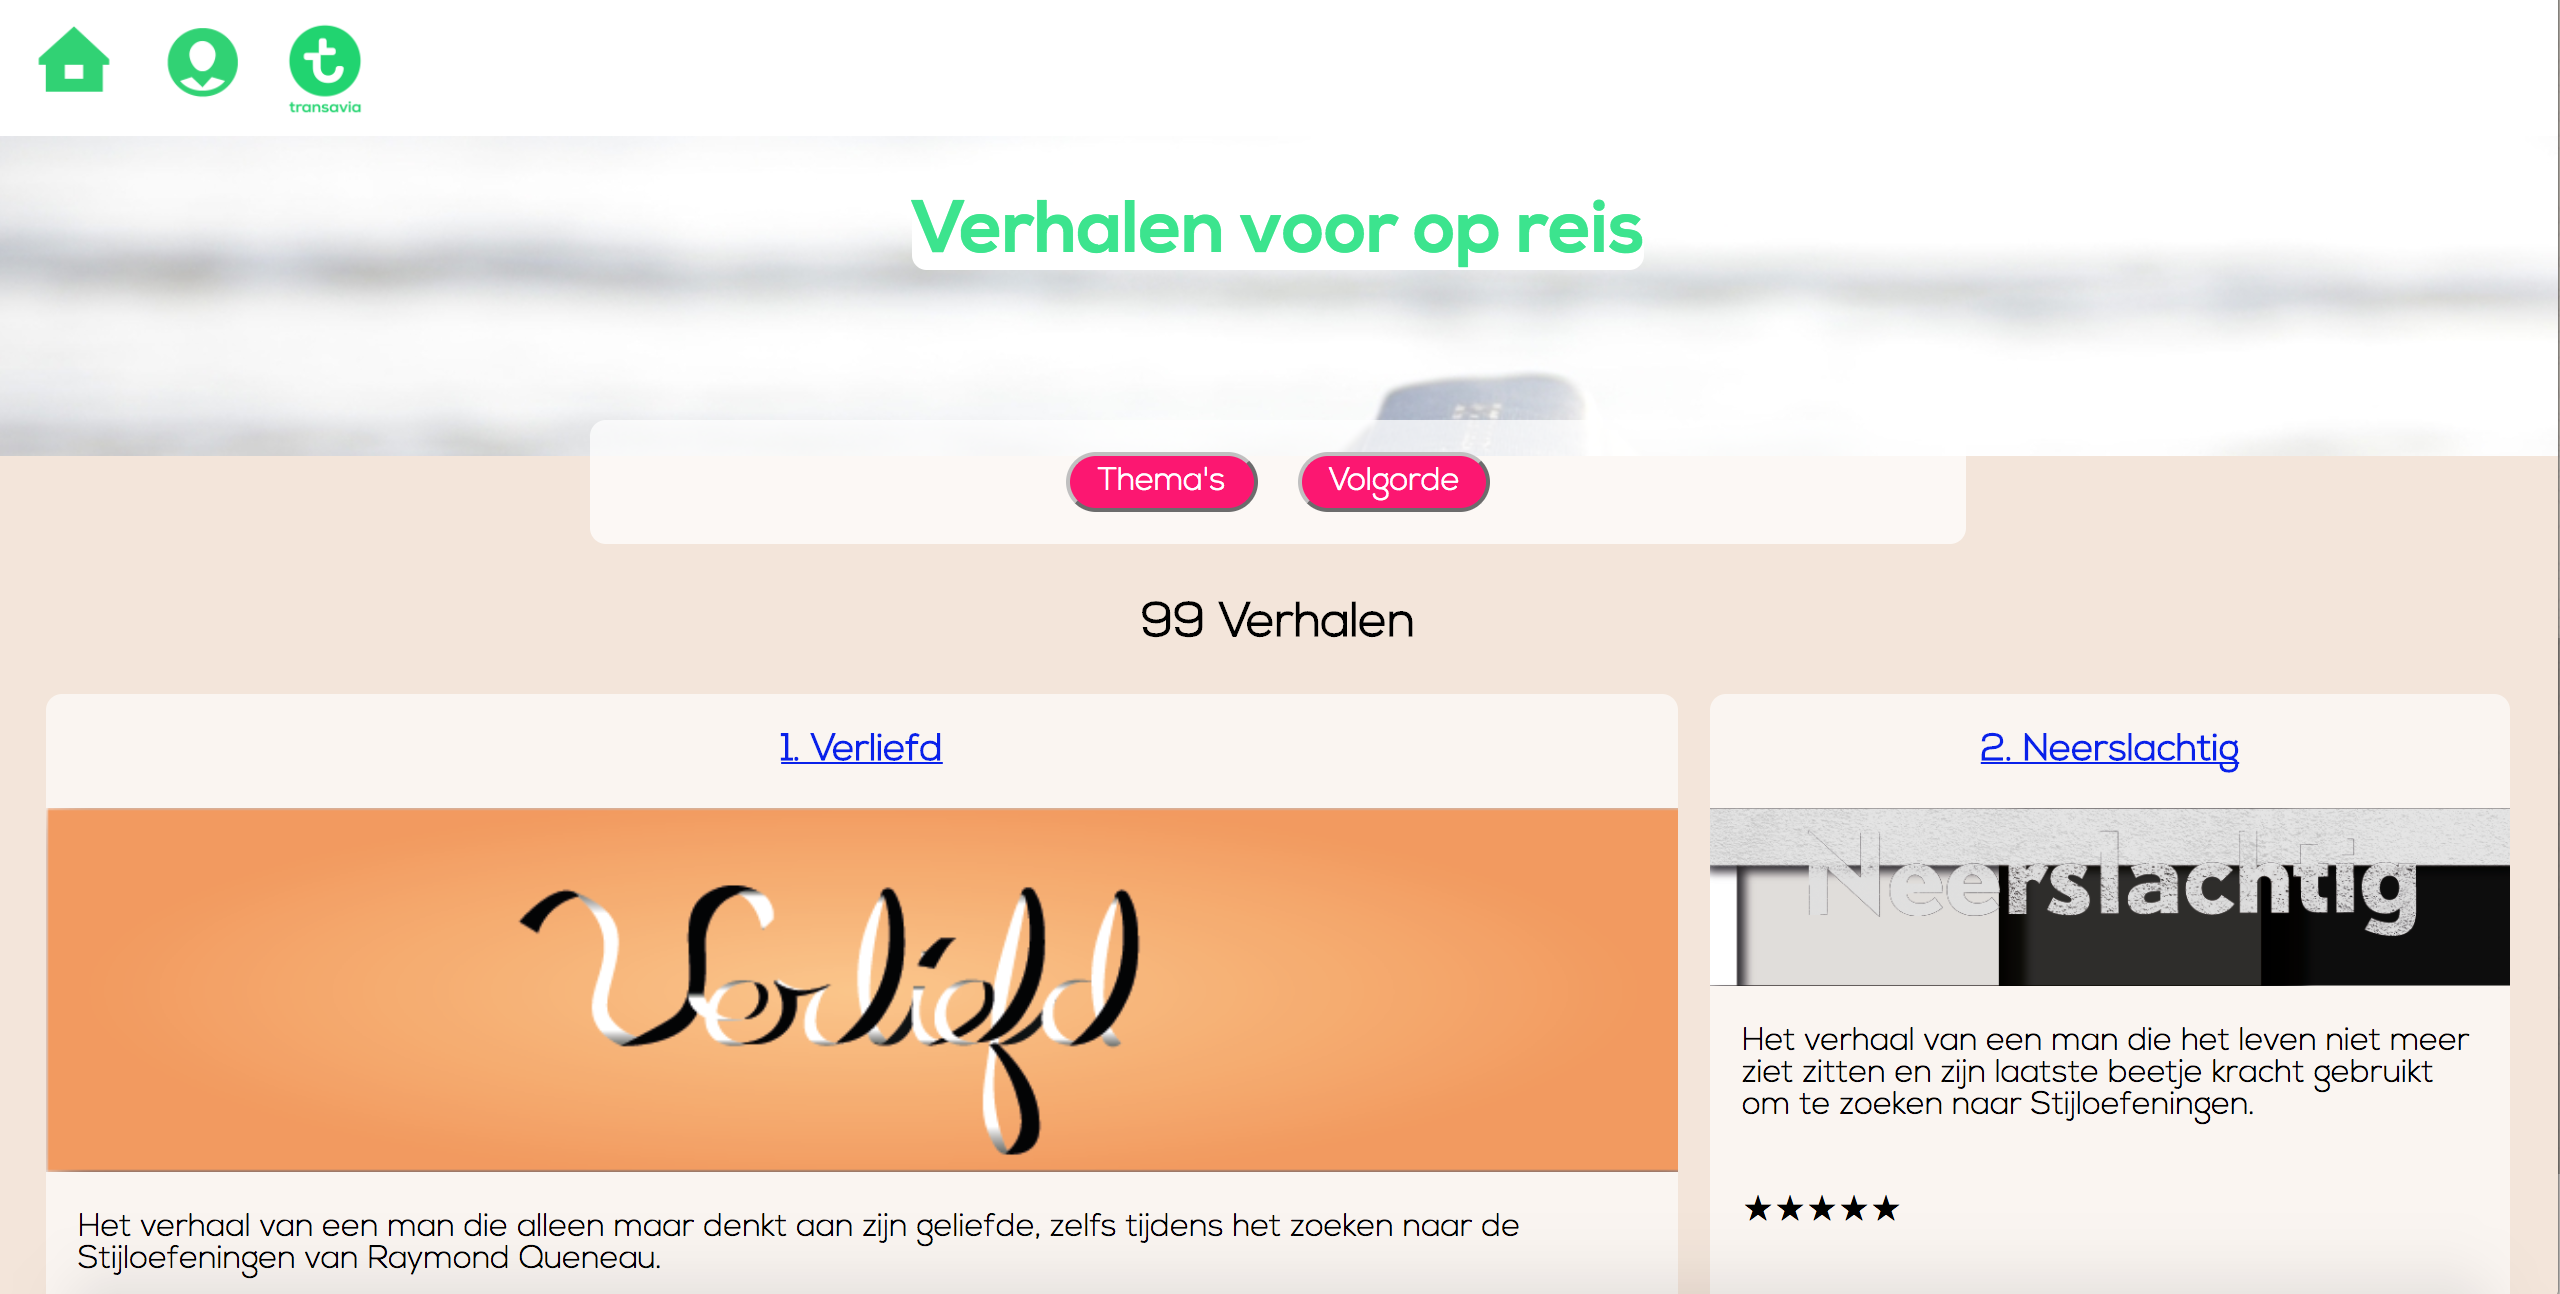 transavia
Verhalen voor op reis
Thema's
Volgorde
99 Verhalen
1. Verliefd
Verliefd
Het verhaal van een man die alleen maar denkt aan zijn geliefde, zelfs tijdens het zoeken naar de
Stijloefeningen van Raymond Queneau.
2. Neerslachtig
Neerslachtig
Het verhaal van een man die het leven niet meer
ziet zitten en zijn laatste beetje kracht gebruikt
om te zoeken naar Stijloefeningen.
★★★★★